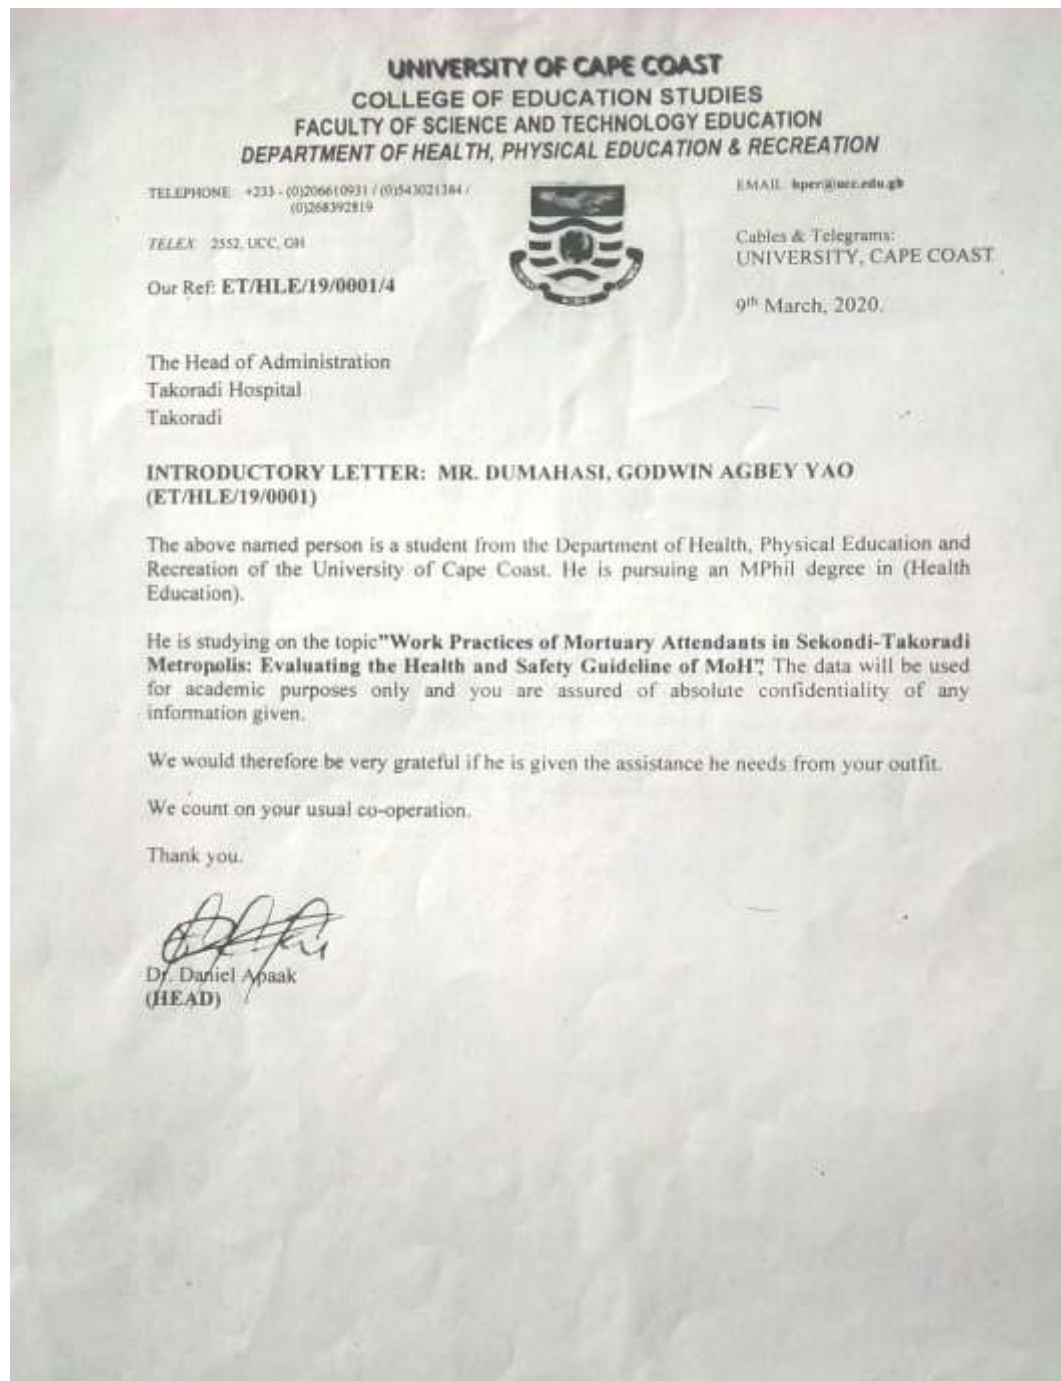 UNIVERSITY OF CAPE COAST
COLLEGE OF EDUCATION STUDIES
FACULTY OF SCIENCE AND TECHNOLOGY EDUCATION
DEPARTMENT OF HEALTH, PHYSICAL EDUCATION & RECREATION
TELEPHONE: +233 - (0)206610931 / (0)543021384 /
(0)268392819
TELEX: 2552, UCC, GH
Our Ref: ET/HLE/19/0001/4
EMAIL: hper@ucc.edu.gh
Cables & Telegrams:
UNIVERSITY, CAPE COAST
9th March, 2020.
The Head of Administration
Takoradi Hospital
Takoradi
INTRODUCTORY LETTER: MR. DUMAHASI, GODWIN AGBEY YAO
(ET/HLE/19/0001)
The above named person is a student from the Department of Health, Physical Education and
Recreation of the University of Cape Coast. He is pursuing an MPhil degree in (Health
Education).
He is studying on the topic"Work Practices of Mortuary Attendants in Sekondi-Takoradi
Metropolis: Evaluating the Health and Safety Guideline of MoH". The data will be used
for academic purposes only and you are assured of absolute confidentiality of any
information given.
We would therefore be very grateful if he is given the assistance he needs from your outfit.
We count on your usual co-operation.
Thank you.
Dr. Daniel Apaak
(HEAD)